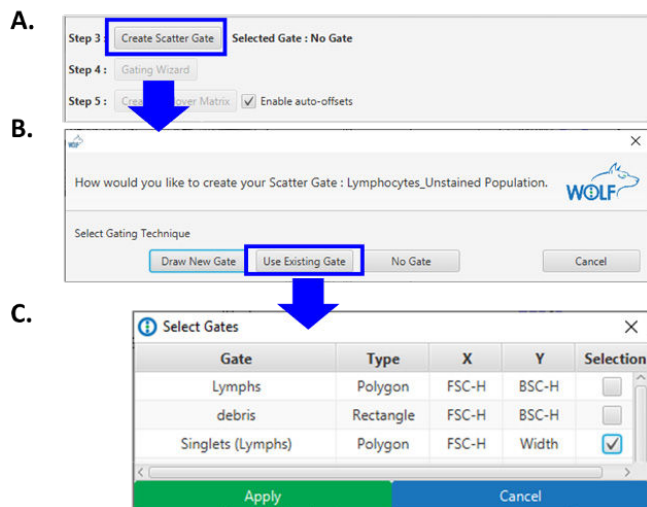 A.
Step 3 : Create Scatter Gate Selected Gate : No Gate
Step 4 : Gating Wizard
Step 5 : Crea over Matrix Enable auto-offsets
B.
How would you like to create your Scatter Gate : Lymphocytes_Unstained Population.
WOLF
Select Gating Technique
Draw New Gate Use Existing Gate No Gate Cancel
C.
Select Gates
Gate Type X Y Selection
Lymphs Polygon FSC-H BSC-H
debris Rectangle FSC-H BSC-H
Singlets (Lymphs) Polygon FSC-H Width
Apply Cancel